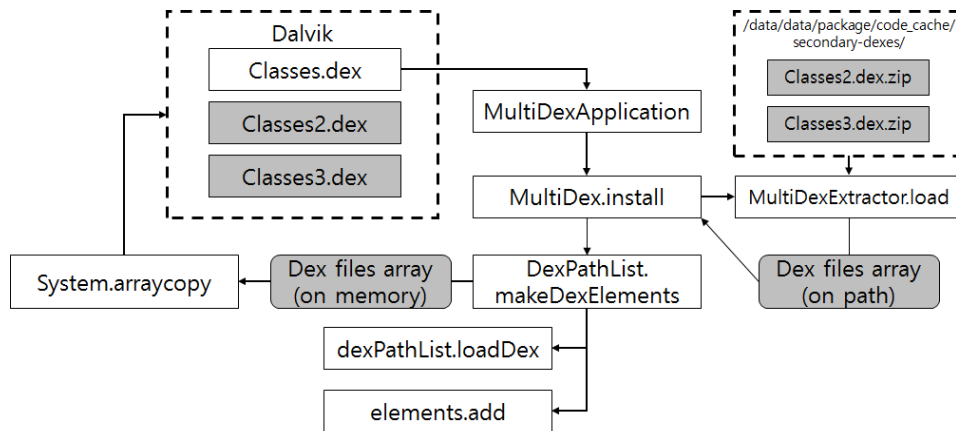 Dalvik
Classes.dex
Classes2.dex
Classes3.dex
/data/data/package/code_cache/
secondary-dexes/
Classes2.dex.zip
Classes3.dex.zip
MultiDexApplication
MultiDex.install
MultiDexExtractor.load
System.arraycopy
Dex files array
(on memory)
DexPathList.
makeDexElements
Dex files array
(on path)
dexPathList.loadDex
elements.add